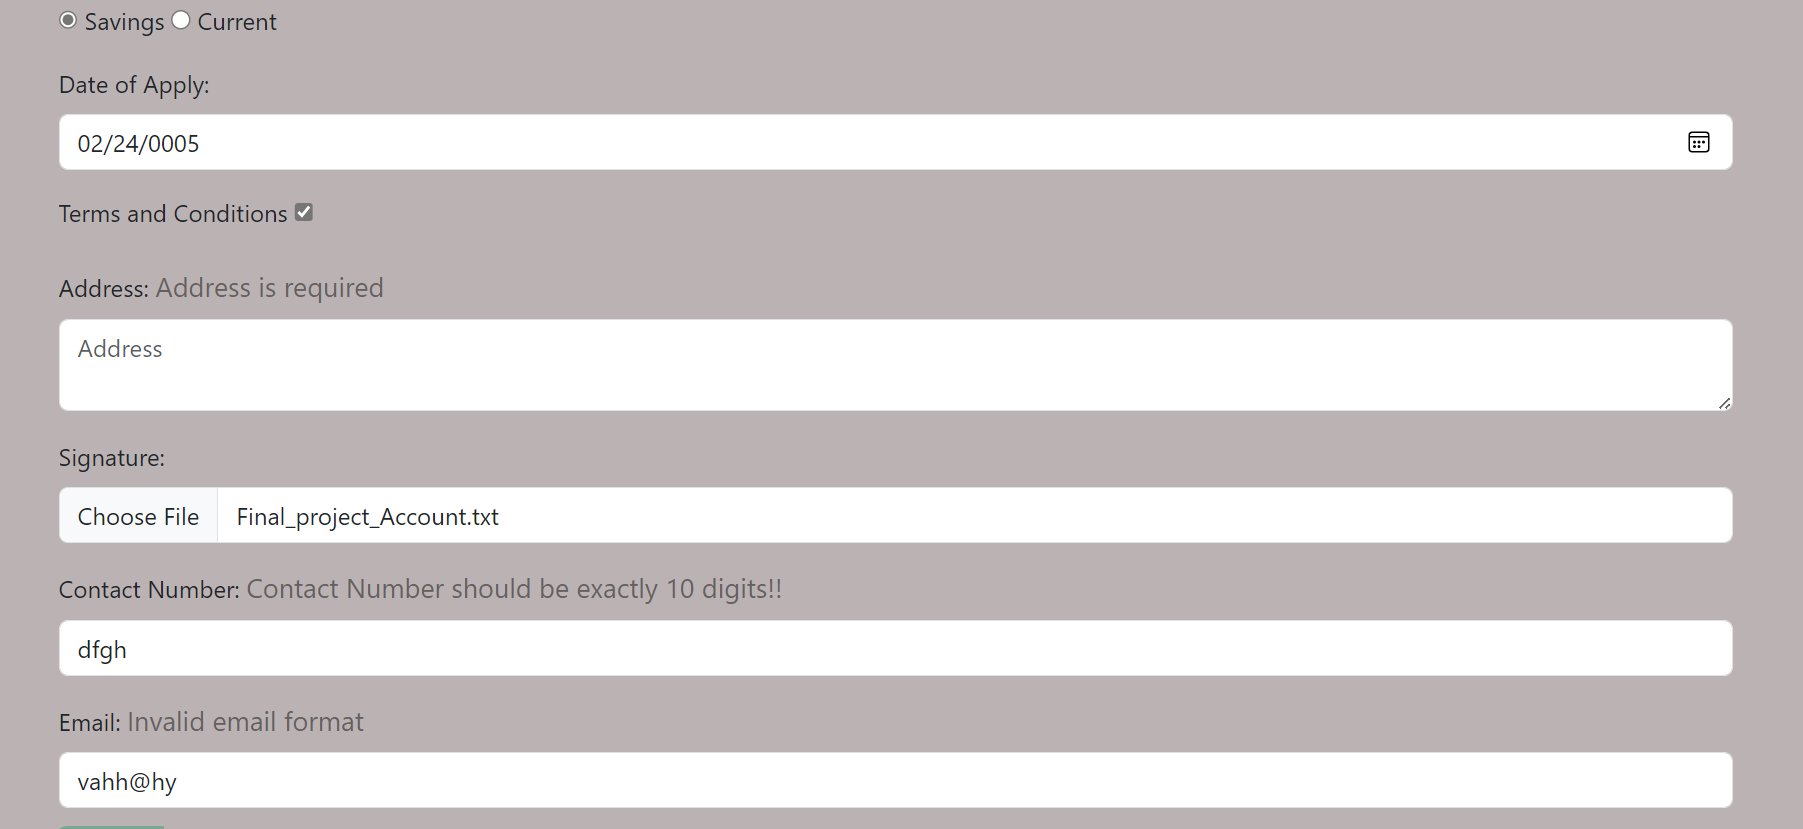 Savings Current
Date of Apply:
02/24/0005
Terms and Conditions
Address: Address is required
Address
Signature:
Choose File Final_project_Account.txt
Contact Number: Contact Number should be exactly 10 digits!!
dfgh
Email: Invalid email format
vahh@hy